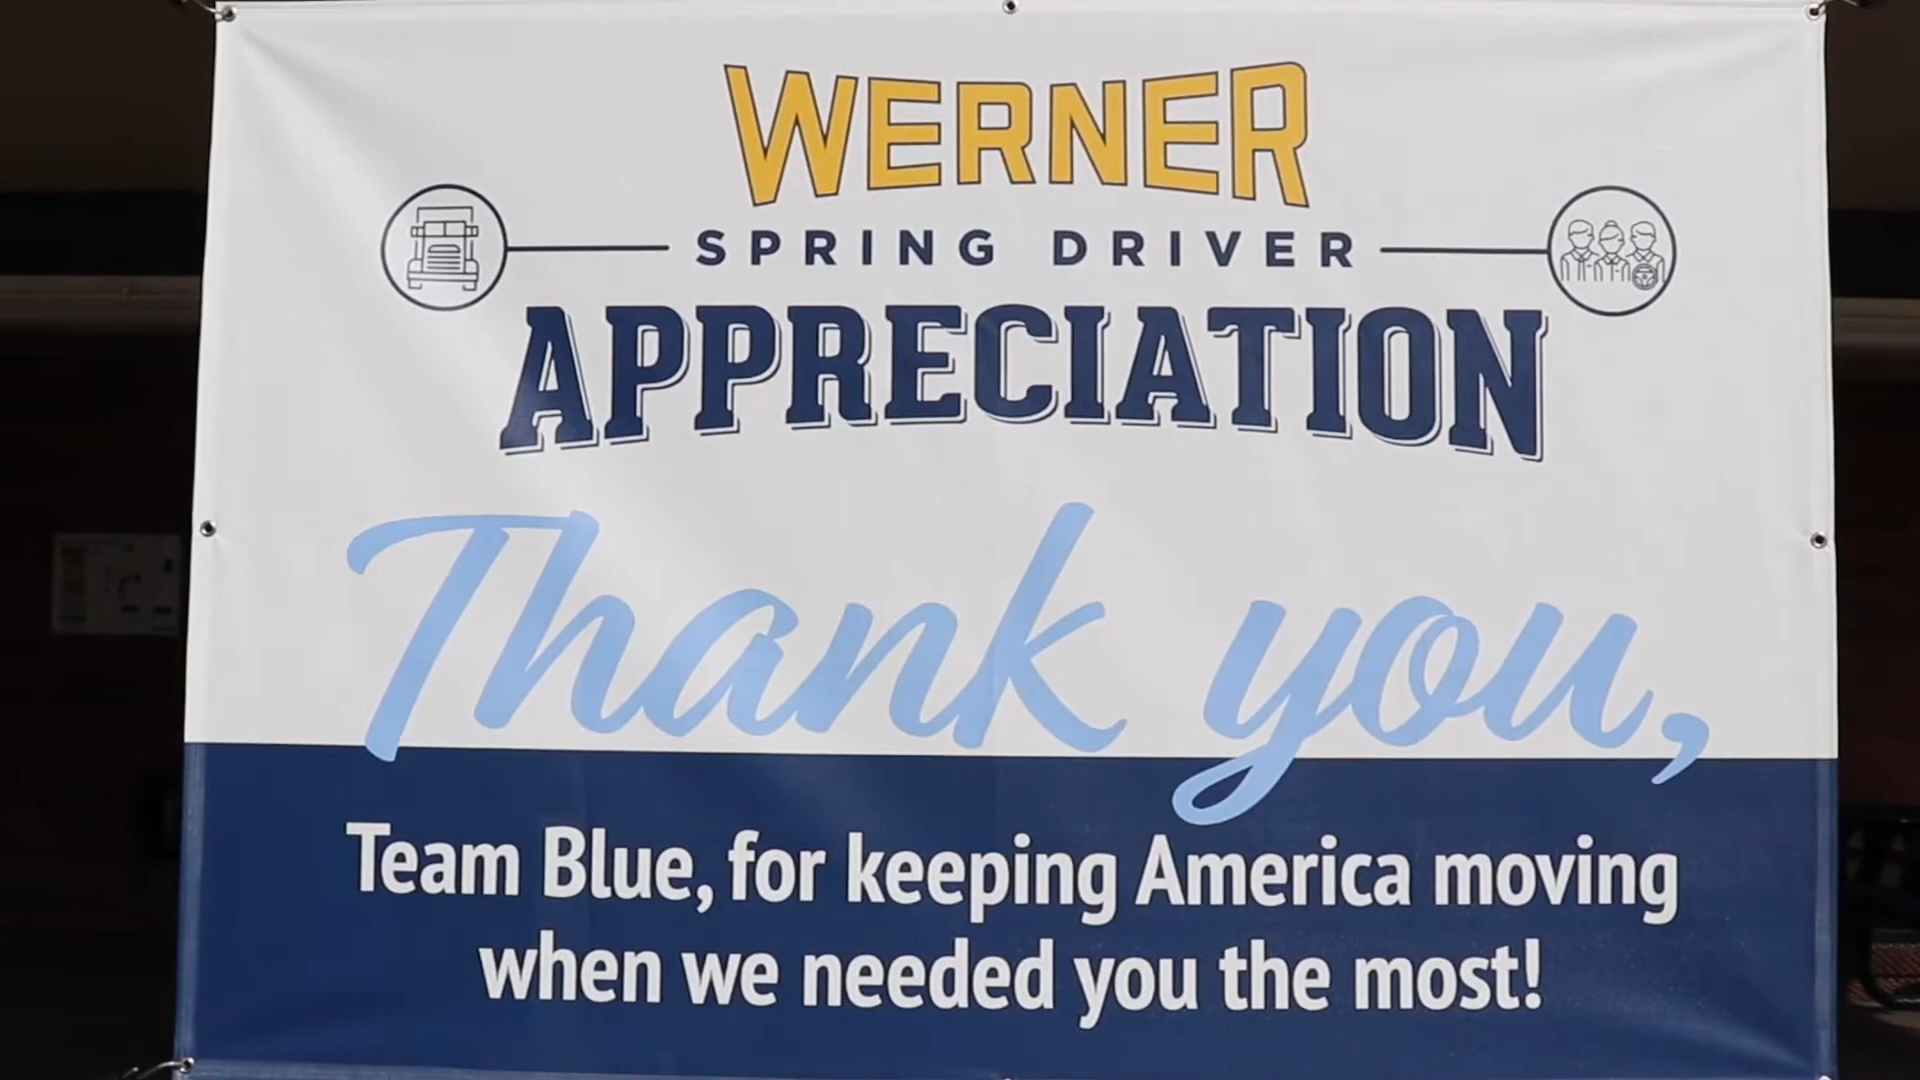 WERNER
SPRING DRIVER
APPRECIATION
Thank you,
Team Blue, for keeping America moving
when we needed you the most!